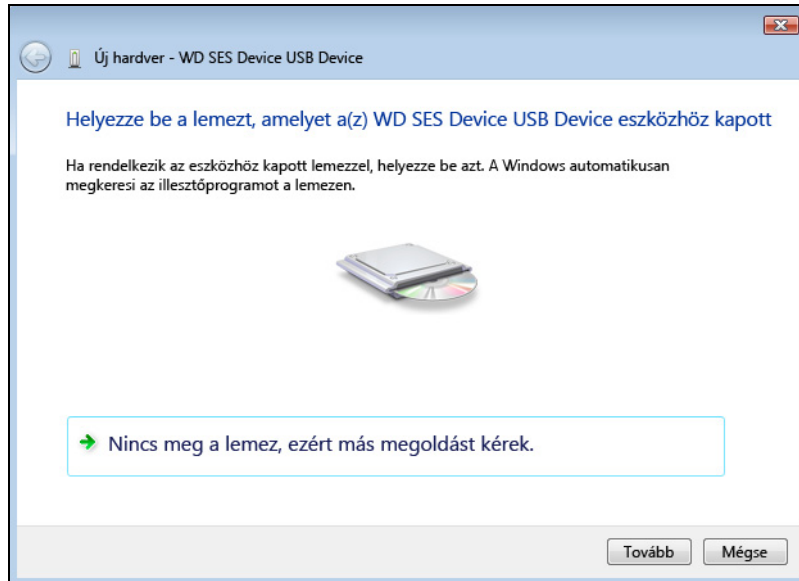 Új hardver - WD SES Device USB Device
Helyezze be a lemezt, amelyet a(z) WD SES Device USB Device eszközhöz kapott
Ha rendelkezik az eszközhöz kapott lemezzel, helyezze be azt. A Windows automatikusan
megkeresi az illesztőprogramot a lemezen.
Nincs meg a lemez, ezért más megoldást kérek.
Tovább Mégse